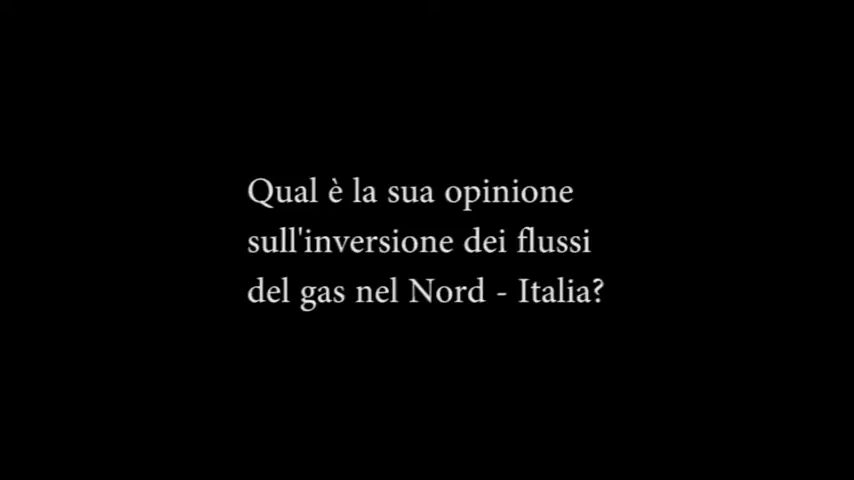 Qual è la sua opinione
sull'inversione dei flussi
del gas nel Nord - Italia?